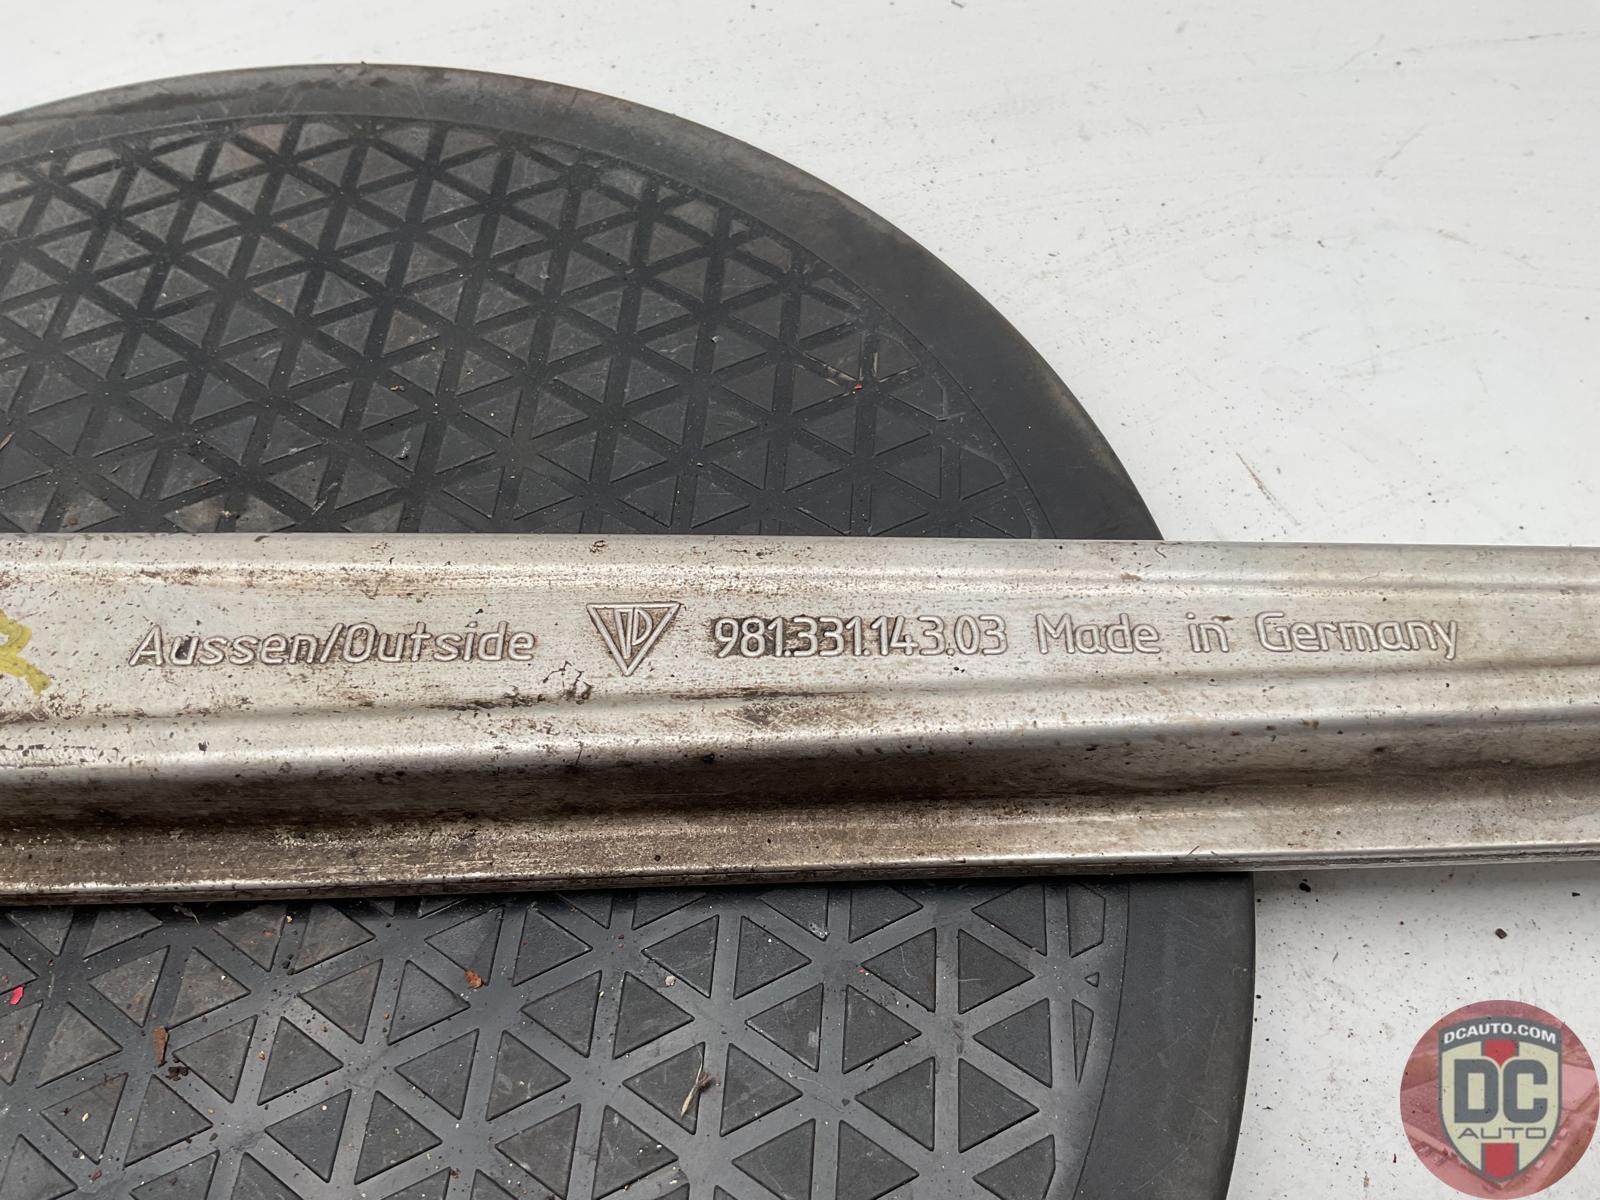 Aussen/Outside 981.331.143.03 Made in Germany
DCAUTO.COM
DC
AUTO